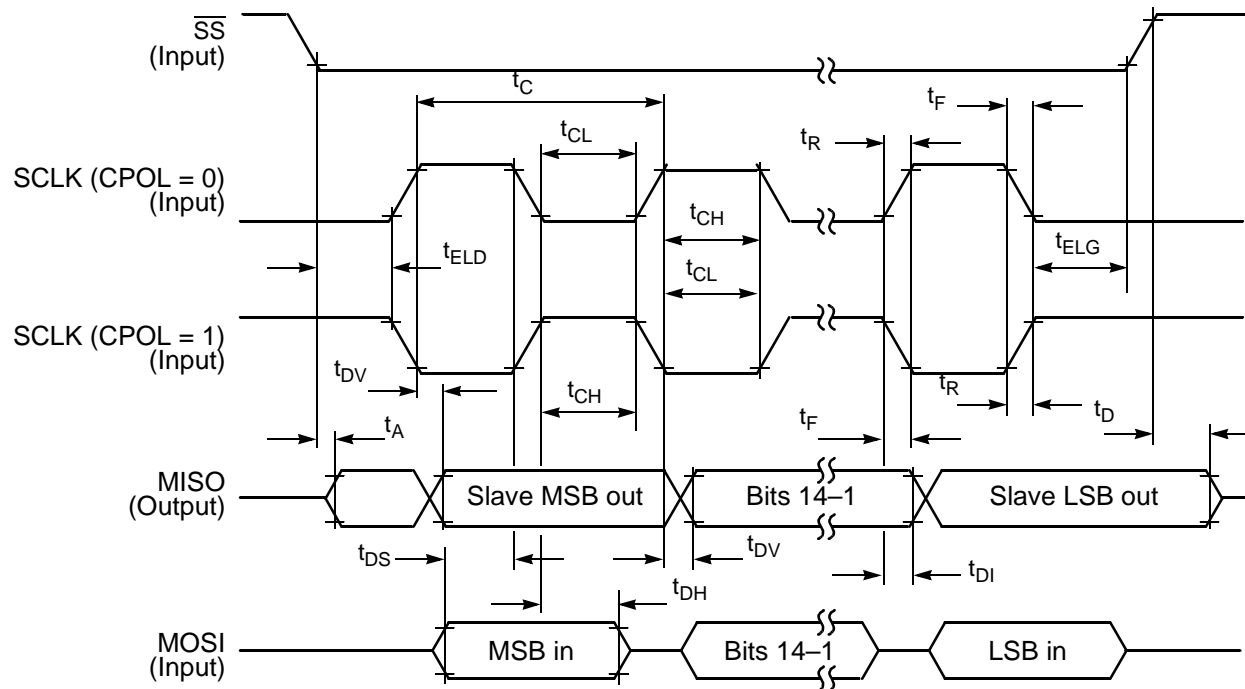 SS
(Input)
t_C
t_F
t_CL
t_R
SCLK (CPOL = 0)
(Input)
t_CH
t_ELD
t_ELG
t_CL
SCLK (CPOL = 1)
(Input)
t_DV
t_CH
t_R
t_A
t_F
t_D
MISO
(Output)
Slave MSB out
Bits 14–1
Slave LSB out
t_DS
t_DV
t_DI
t_DH
MOSI
(Input)
MSB in
Bits 14–1
LSB in